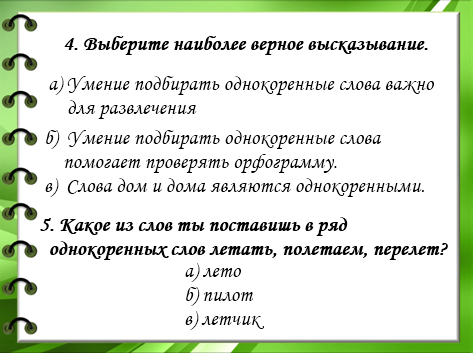 4. Выберите наиболее верное высказывание.
а) Умение подбирать однокоренные слова важно
для развлечения
б) Умение подбирать однокоренные слова
помогает проверять орфограмму.
в) Слова дом и дома являются однокоренными.
5. Какое из слов ты поставишь в ряд
однокоренных слов летать, полетаем, перелет?
а) лето
б) пилот
в) летчик